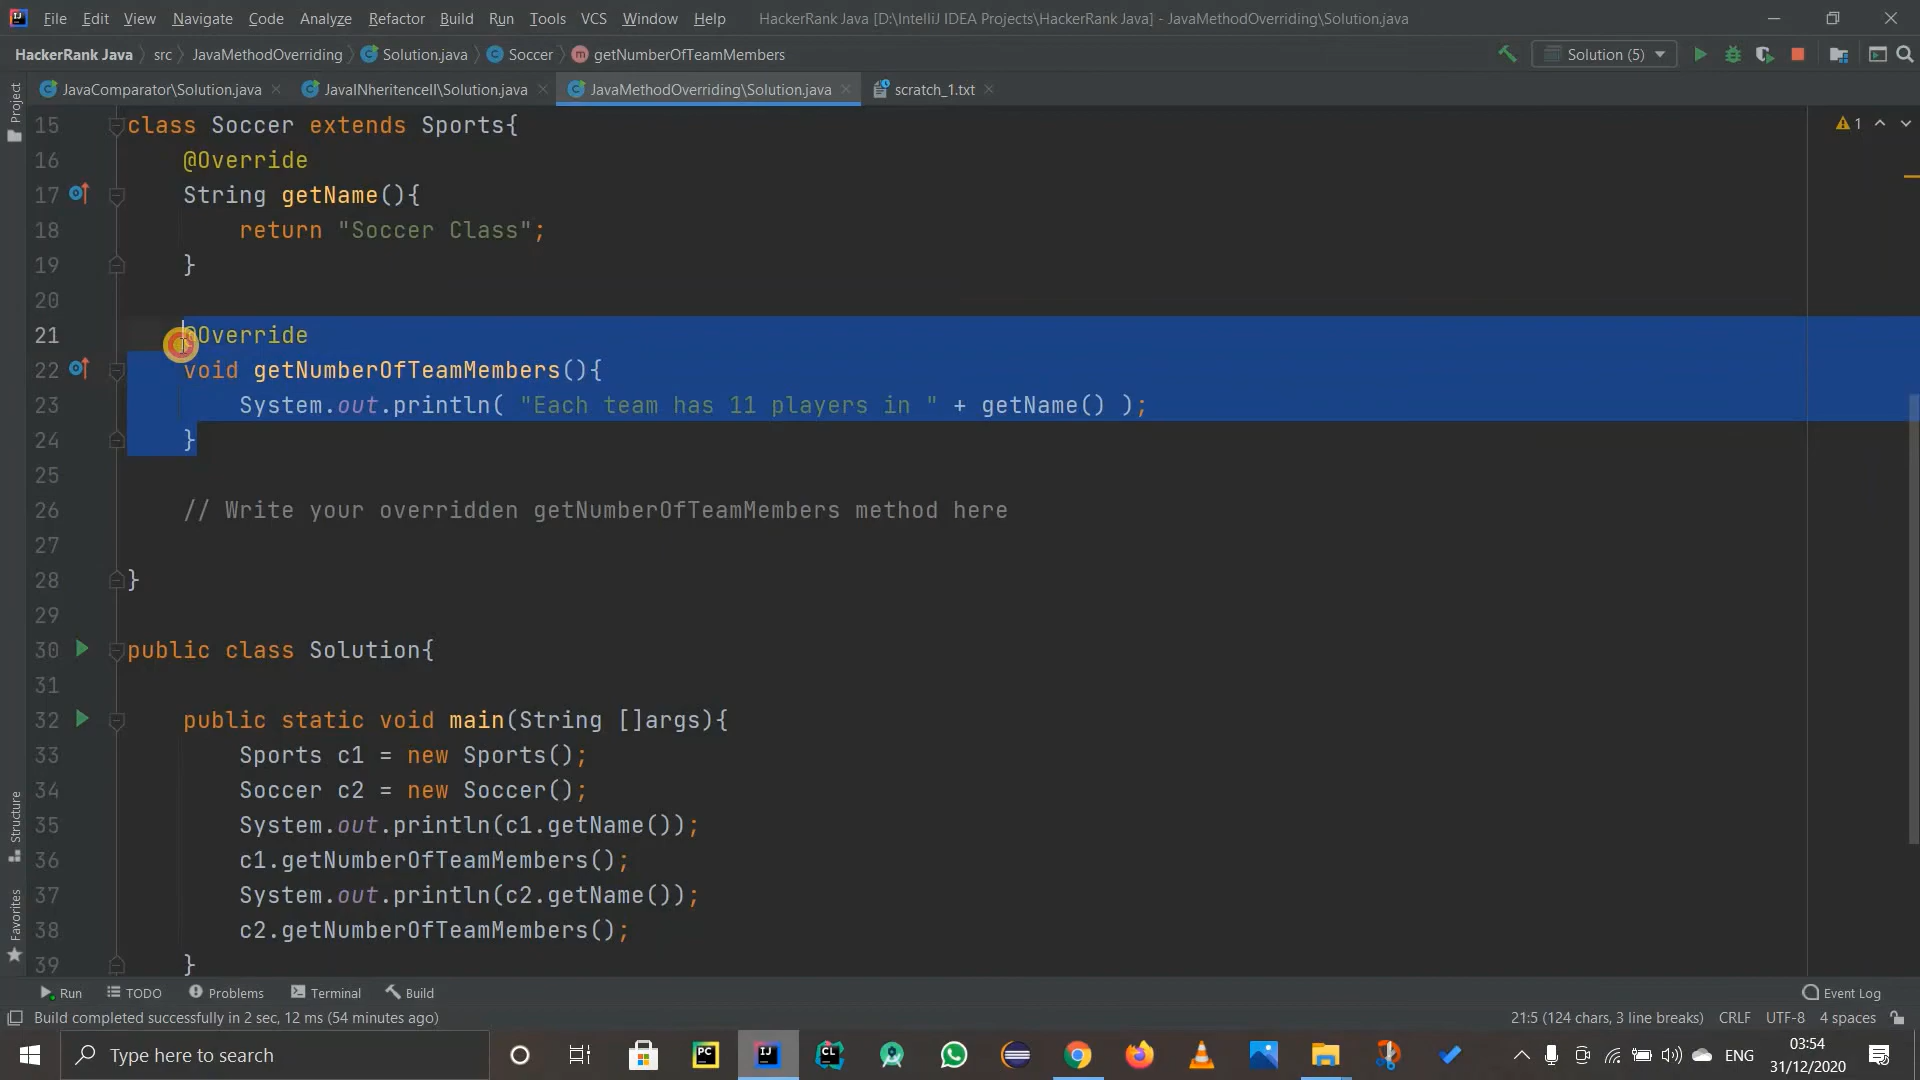 File Edit View Navigate Code Analyze Refactor Build Run Tools VCS Window Help HackerRank Java [D:\IntelliJ IDEA Projects\HackerRank Java] - JavaMethodOverriding\Solution.java
HackerRank Java src JavaMethodOverriding Solution.java Soccer getNumberOfTeamMembers Solution (5)
JavaComparator\Solution.java JavaINheritenceII\Solution.java JavaMethodOverriding\Solution.java scratch_1.txt
Project
15 class Soccer extends Sports{ 1
16 @Override
17 String getName(){
18 return "Soccer Class";
19 }
20
21 @Override
22 void getNumberOfTeamMembers(){
23 System.out.println( "Each team has 11 players in " + getName() );
24 }
25
26 // Write your overridden getNumberOfTeamMembers method here
27
28 }
29
30 public class Solution{
31
32 public static void main(String []args){
33 Sports c1 = new Sports();
34 Soccer c2 = new Soccer();
35 System.out.println(c1.getName());
36 c1.getNumberOfTeamMembers();
37 System.out.println(c2.getName());
38 c2.getNumberOfTeamMembers();
39 }
Structure
Favorites
Run TODO Problems Terminal Build Event Log
Build completed successfully in 2 sec, 12 ms (54 minutes ago) 21:5 (124 chars, 3 line breaks) CRLF UTF-8 4 spaces
Type here to search PC IJ CL ENG 03:54
31/12/2020